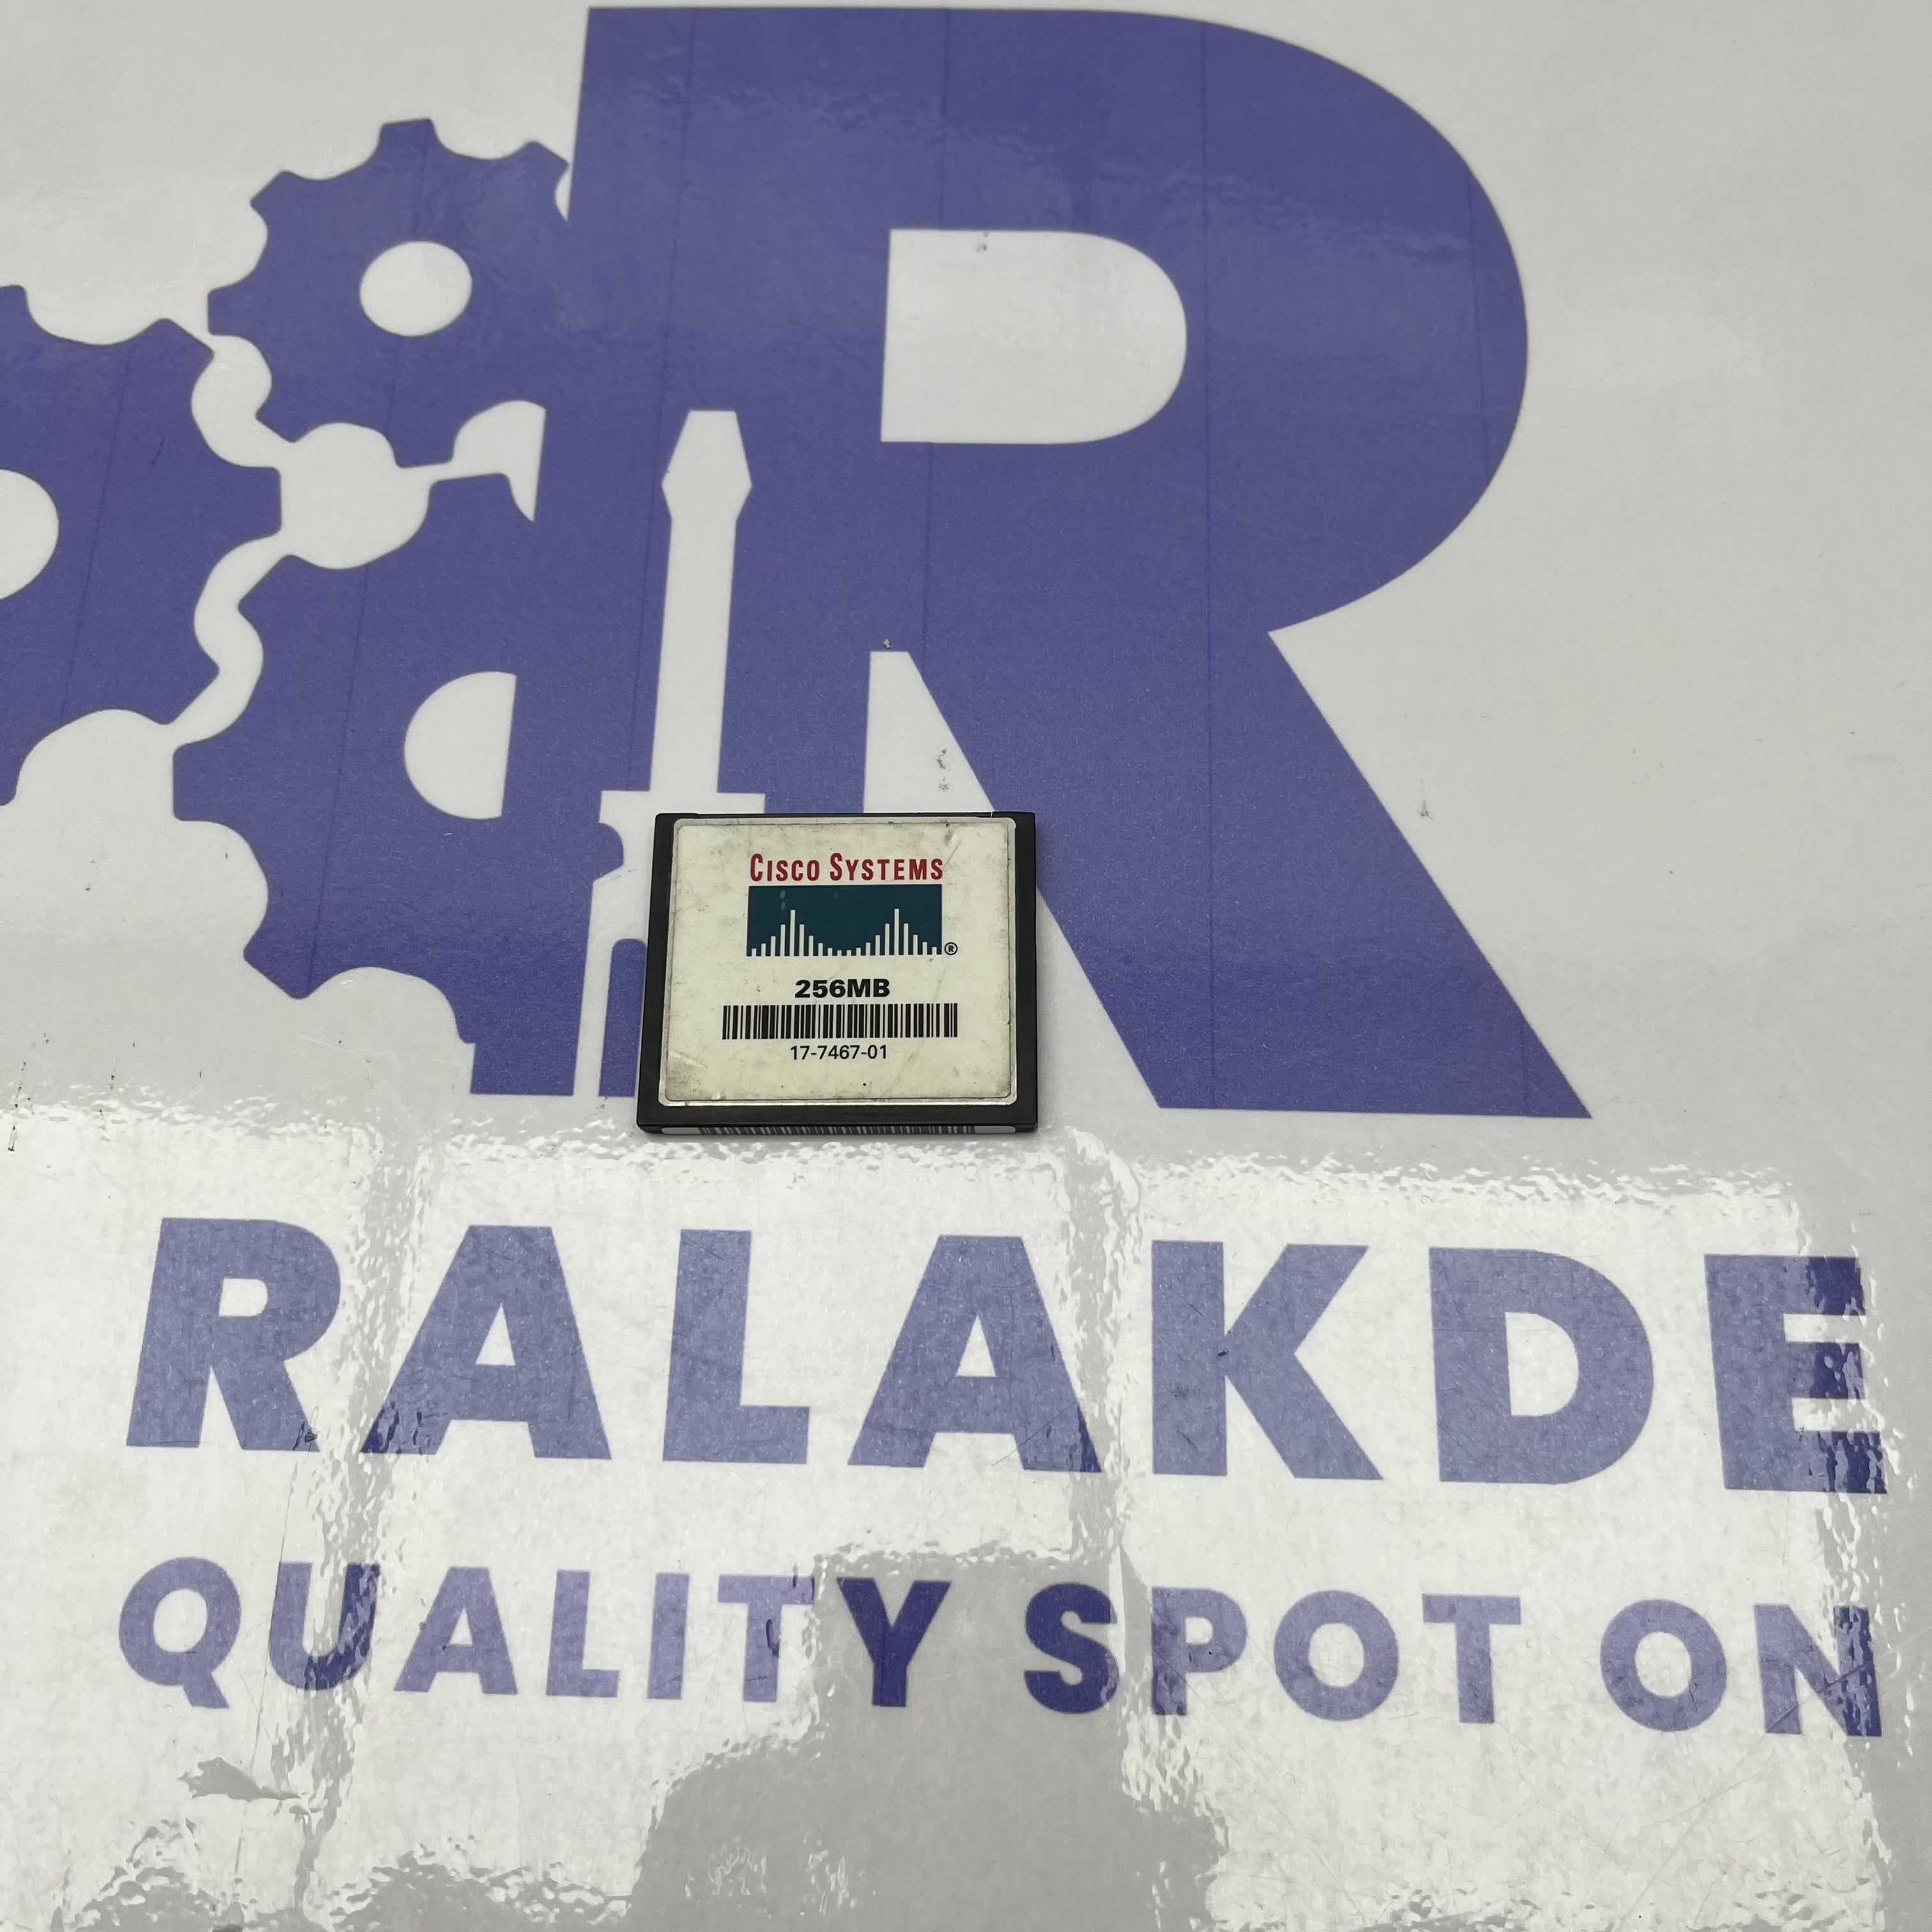 R
CISCO SYSTEMS
®
256MB
17-7467-01
RALAKDE
QUALITY SPOT ON